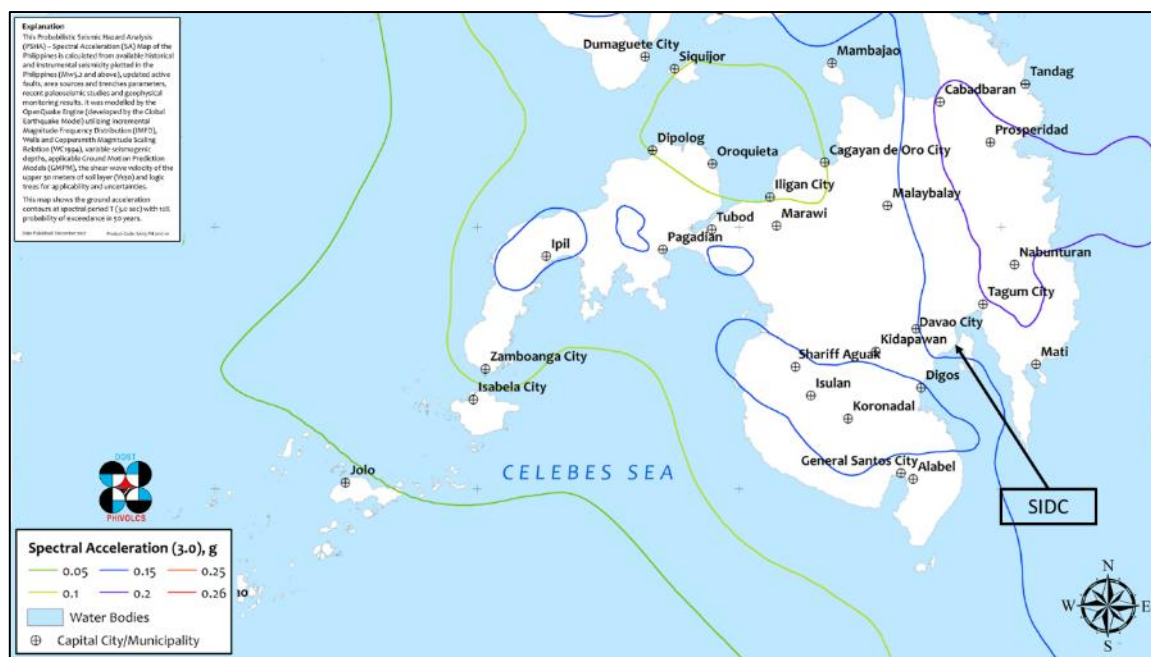 Explanation
This Probabilistic Seismic Hazard Analysis
(PSHA) – Spectral Acceleration (SA) Map of the
Philippines is calculated from available historical
and instrumental seismicity plotted in the
Philippines (Mw5.2 and above), updated active
faults, area sources and trenches parameters,
recent paleoseismic studies and geophysical
monitoring results. It was modelled by the
OpenQuake Engine (developed by the Global
Earthquake Model) utilizing incremental
Magnitude Frequency Distribution (IMFD),
Wells and Coppersmith Magnitude Scaling
Relation (WC1994), variable seismogenic
depths, applicable Ground Motion Prediction
Models (GMPM), the shear wave velocity of the
upper 30 meters of soil layer (Vs30) and logic
trees for applicability and uncertainties.
This map shows the ground acceleration
contours at spectral period T (3.0 sec) with 10%
probability of exceedance in 50 years.
Dumaguete City
Siquijor
Mambajao
Tandag
Cabadbaran
Prosperidad
Dipolog
Oroquieta
Cagayan de Oro City
Iligan City
Malaybalay
Tubod
Marawi
Ipil
Pagadian
Nabunturan
Tagum City
Davao City
Kidapawan
Zamboanga City
Shariff Aguak
Mati
Isabela City
Isulan
Digos
Koronadal
CELEBES SEA
General Santos City
Alabel
Jolo
SIDC
DOST
PHIVOLCS
Spectral Acceleration (3.0), g
0.05 0.15 0.25
0.1 0.2 0.26
10
Water Bodies
Capital City/Municipality
N
W E
S